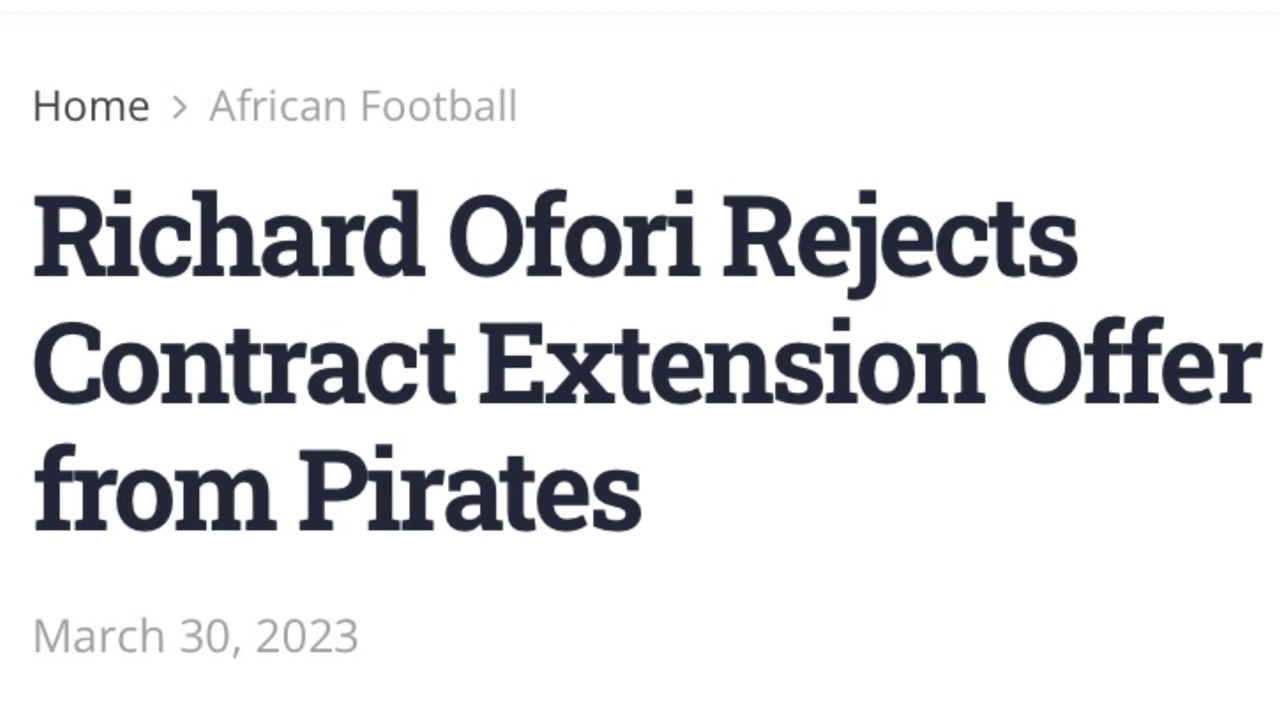 Home > African Football
Richard Ofori Rejects
Contract Extension Offer
from Pirates
March 30, 2023